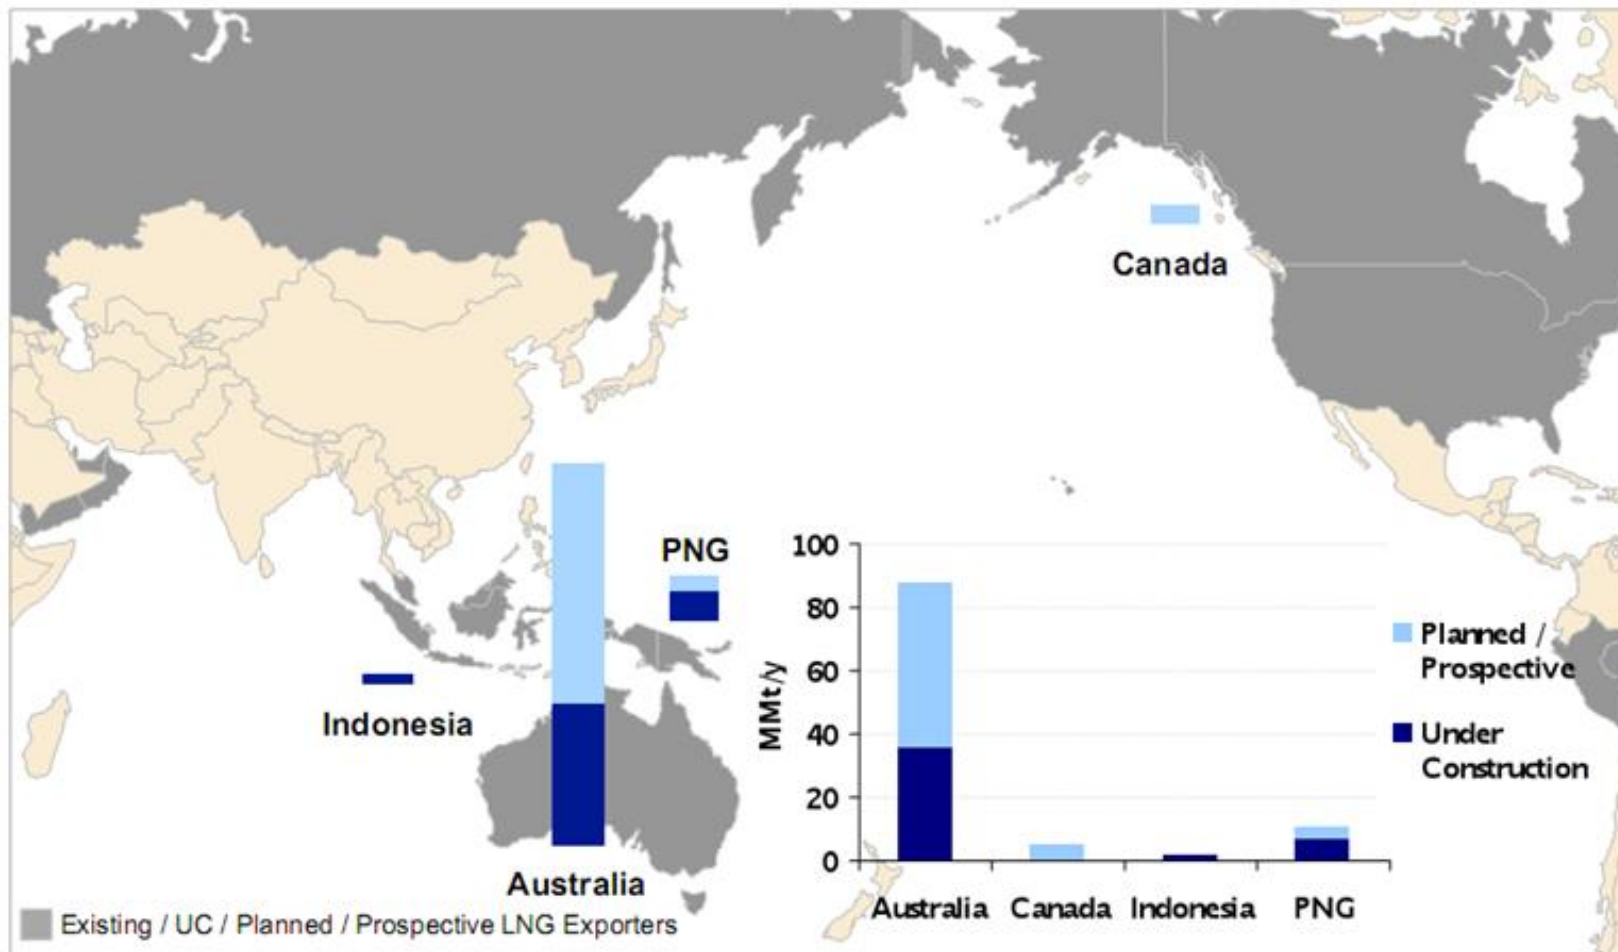 Canada
PNG
Indonesia
Australia
Existing / UC / Planned / Prospective LNG Exporters
MMt/y
100
80
60
40
20
0
Australia
Canada
Indonesia
PNG
Planned /
Prospective
Under
Construction